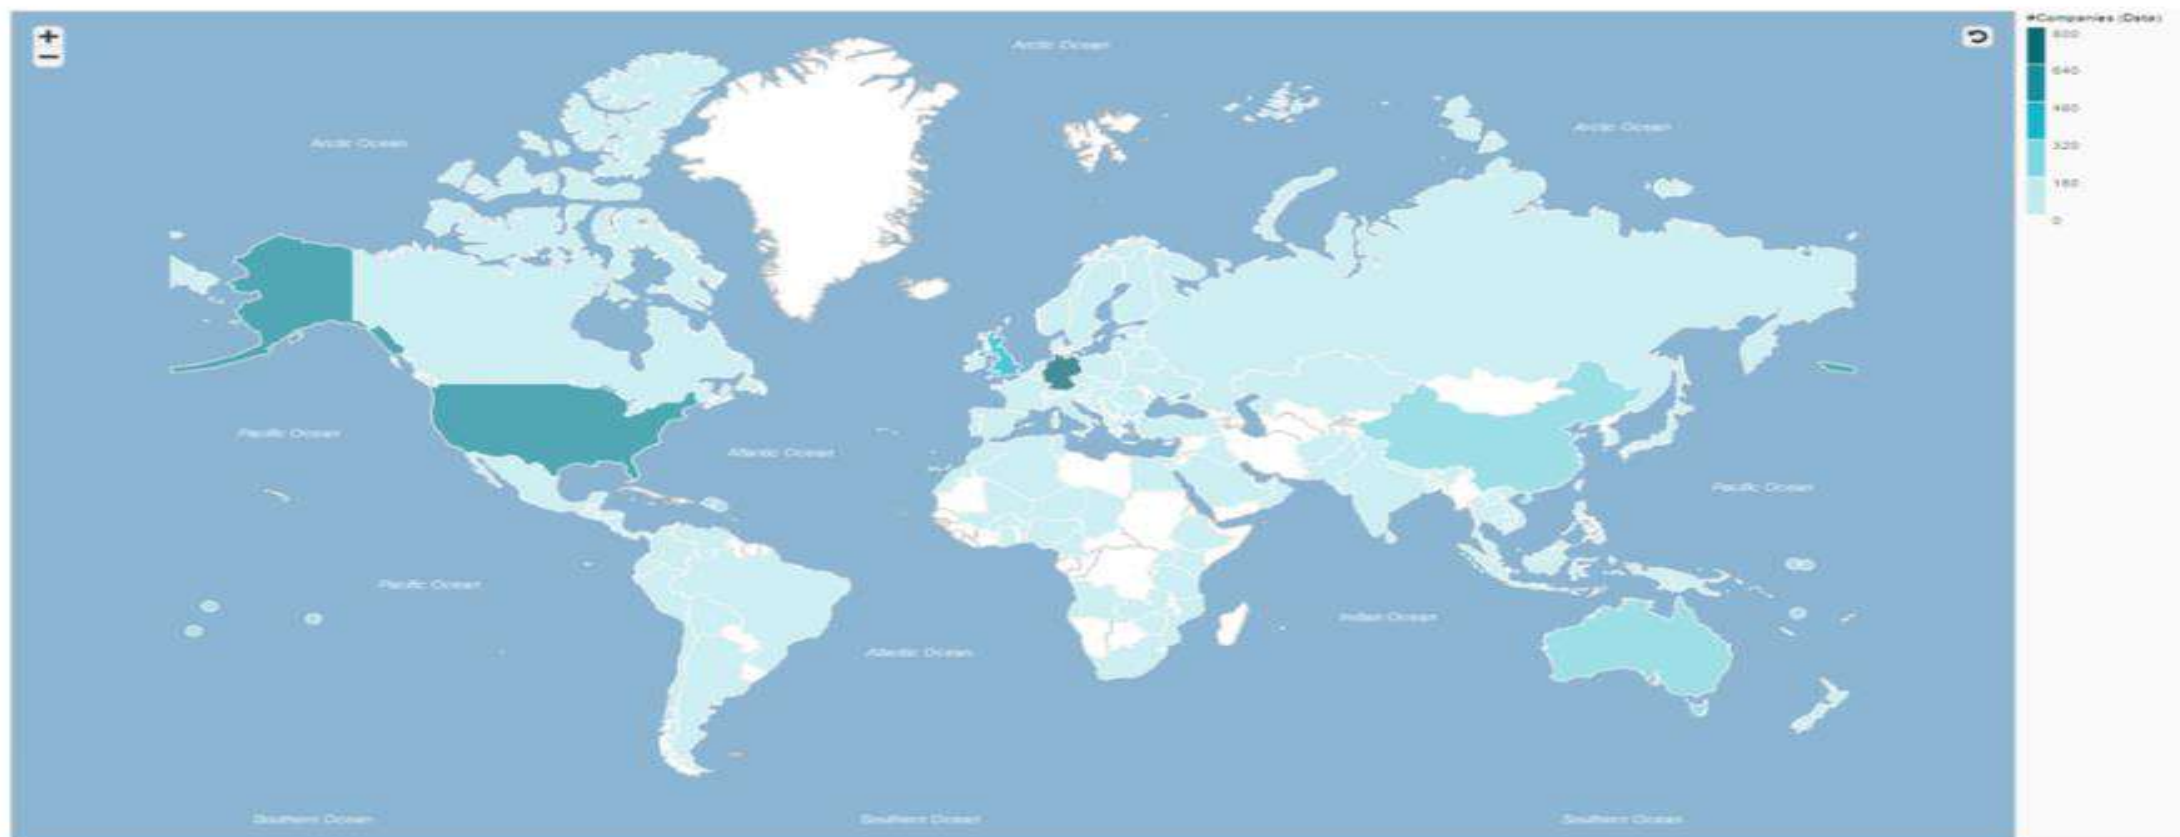 +
−
Arctic Ocean
#Companies (Data)
800
640
480
320
160
0
Arctic Ocean
Arctic Ocean
Pacific Ocean
Atlantic Ocean
Pacific Ocean
Pacific Ocean
Indian Ocean
Atlantic Ocean
Southern Ocean
Southern Ocean
Southern Ocean